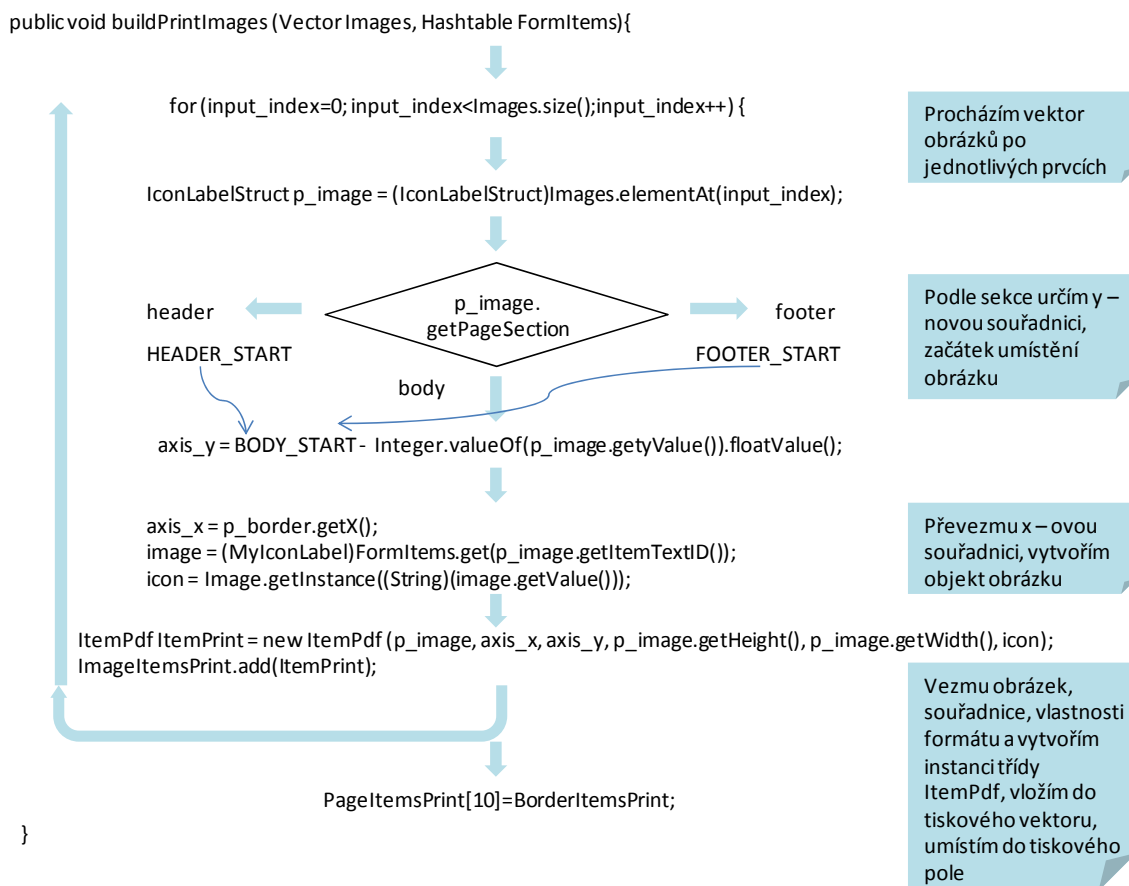 public void buildPrintImages (Vector Images, Hashtable FormItems){
for (input_index=0; input_index<Images.size();input_index++) {
Procházím vektor
obrázků po
jednotlivých prvcích
IconLabelStruct p_image = (IconLabelStruct)Images.elementAt(input_index);
p_image.
getPageSection
header
HEADER_START
footer
FOOTER_START
body
Podle sekce určím y –
novou souřadnici,
začátek umístění
obrázku
axis_y = BODY_START - Integer.valueOf(p_image.getyValue()).floatValue();
axis_x = p_border.getX();
image = (MyIconLabel)FormItems.get(p_image.getItemTextID());
icon = Image.getInstance((String)(image.getValue()));
Převezmu x – ovou
souřadnici, vytvořím
objekt obrázku
ItemPdf ItemPrint = new ItemPdf (p_image, axis_x, axis_y, p_image.getHeight(), p_image.getWidth(), icon);
ImageItemsPrint.add(ItemPrint);
Vezmu obrázek,
souřadnice, vlastnosti
formátu a vytvořím
instanci třídy
ItemPdf, vložím do
tiskového vektoru,
umístím do tiskového
pole
PageItemsPrint[10]=BorderItemsPrint;
}